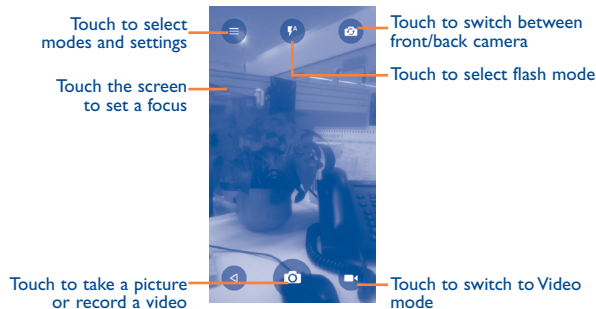 Touch to select
modes and settings
A
Touch to switch between
front/back camera
Touch to select flash mode
Touch the screen
to set a focus
Touch to take a picture
or record a video
Touch to switch to Video
mode